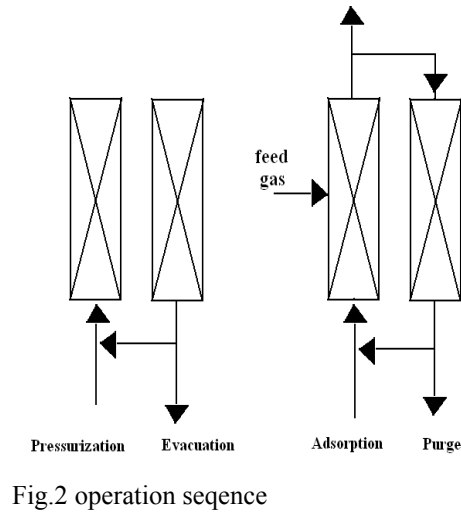 feed
gas
Pressurization Evacuation Adsorption Purge
Fig.2 operation seqence